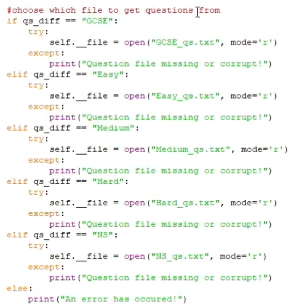 #choose which file to get questions from
if qs_diff == "GCSE":
    try:
        self.__file = open("GCSE_qs.txt", mode='r')
    except:
        print("Question file missing or corrupt!")
elif qs_diff == "Easy":
    try:
        self.__file = open("Easy_qs.txt", mode='r')
    except:
        print("Question file missing or corrupt!")
elif qs_diff == "Medium":
    try:
        self.__file = open("Medium_qs.txt", mode='r')
    except:
        print("Question file missing or corrupt!")
elif qs_diff == "Hard":
    try:
        self.__file = open("Hard_qs.txt", mode='r')
    except:
        print("Question file missing or corrupt!")
elif qs_diff == "NS":
    try:
        self.__file = open("NS_qs.txt", mode='r')
    except:
        print("Question file missing or corrupt!")
else:
    print("An error has occured!")